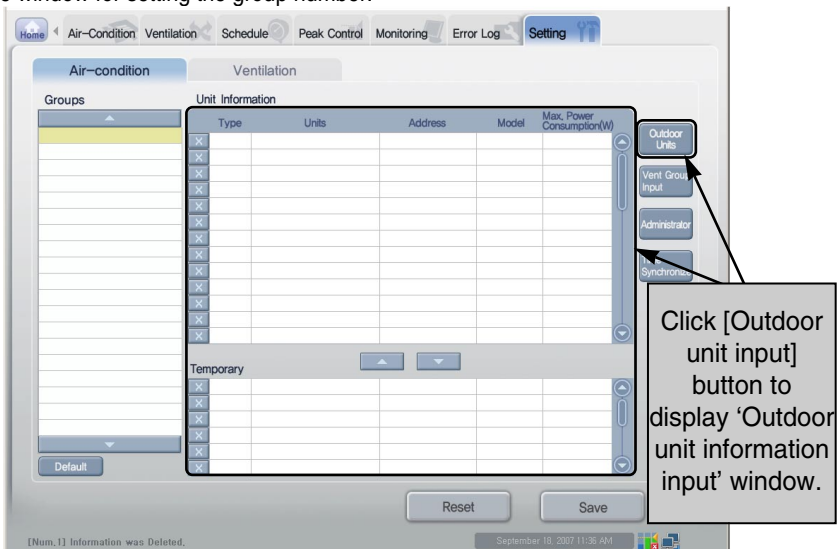 window for setting the group number.
Home Air-Condition Ventilation Schedule Peak Control Monitoring Error Log Setting
Air-condition Ventilation
Groups Unit Information
Type Units Address Model Max. Power Consumption(W)
Outdoor Units
Vent Group Input
Administrator
Synchronize
Click [Outdoor
unit input]
button to
display ‘Outdoor
unit information
input’ window.
X
X
X
X
X
X
X
X
X
X
X
X
X
Temporary
X
X
X
X
X
X
Default
Reset Save
[Num,1] Information was Deleted. September 18, 2007 11:36 AM